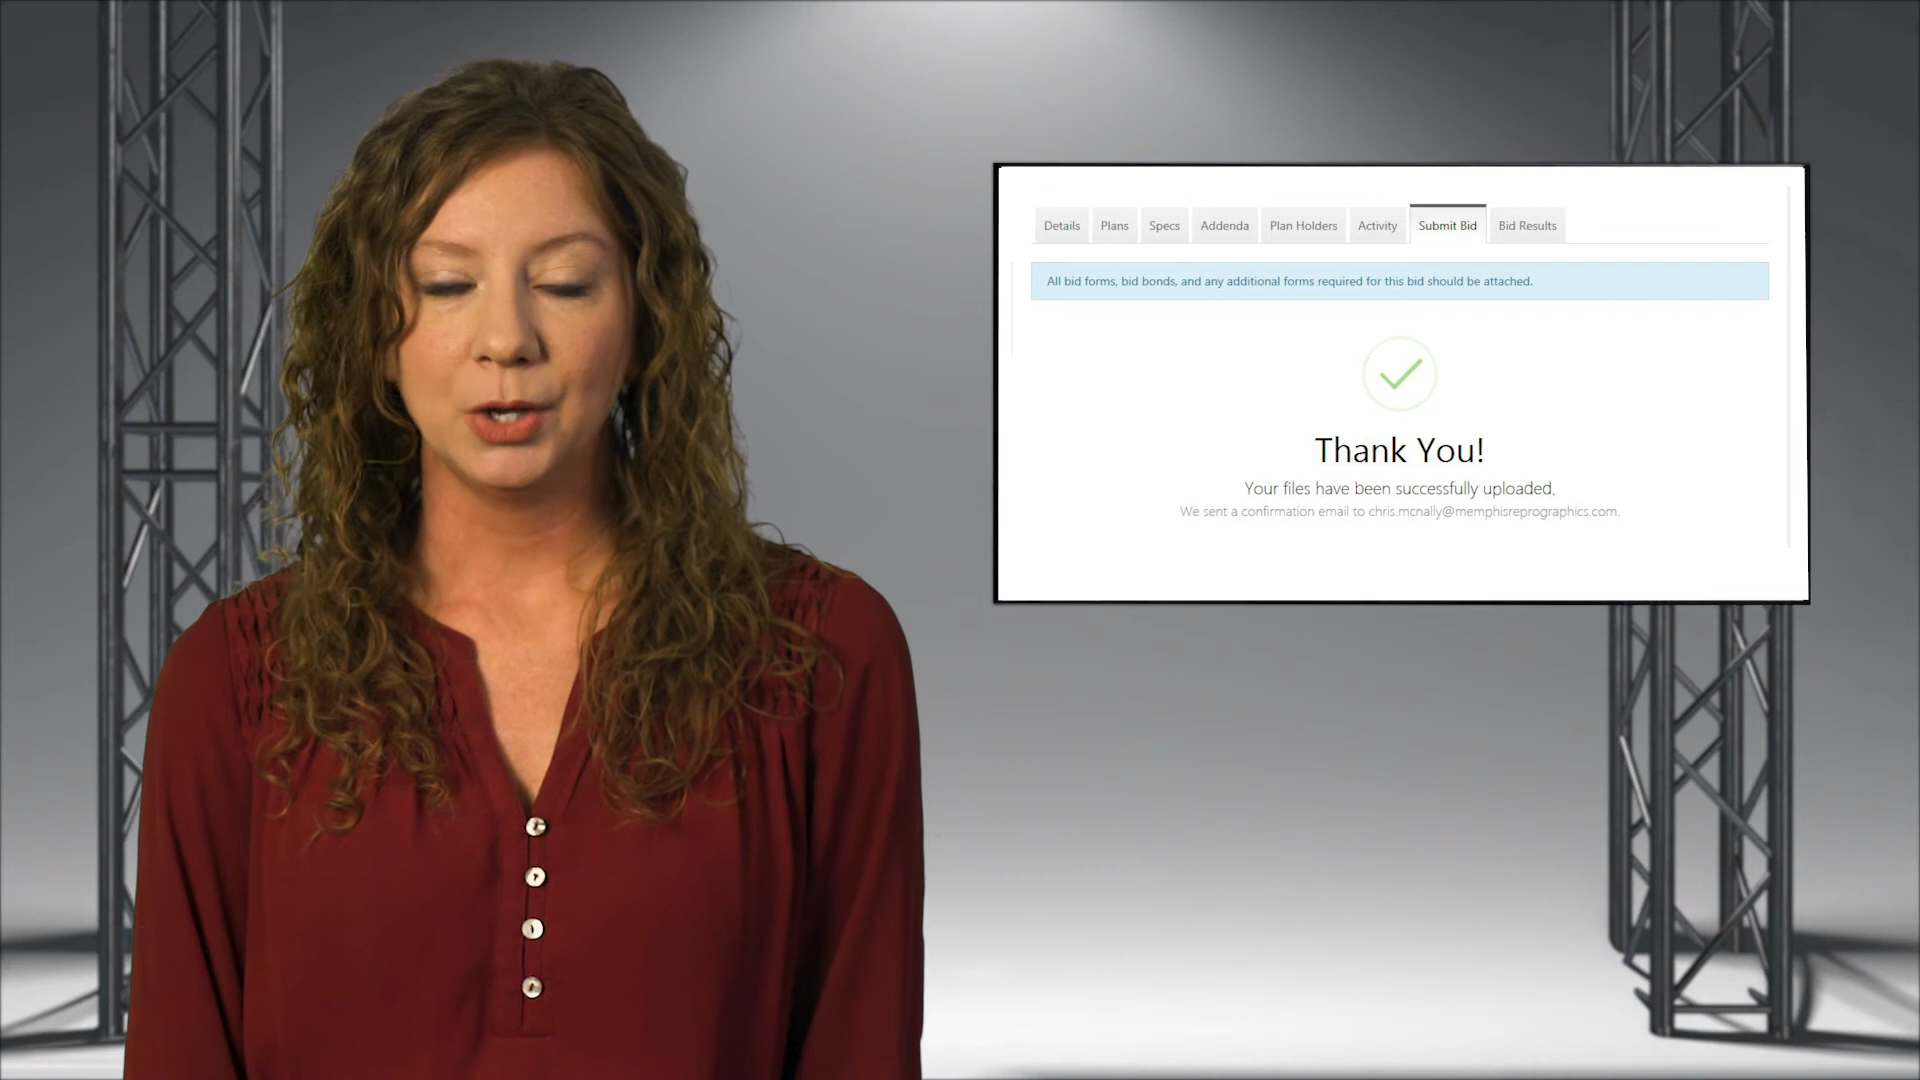 Details Plans Specs Addenda Plan Holders Activity Submit Bid Bid Results
All bid forms, bid bonds, and any additional forms required for this bid should be attached.
Thank You!
Your files have been successfully uploaded.
We sent a confirmation email to chris.mcnally@memphisreprographics.com.